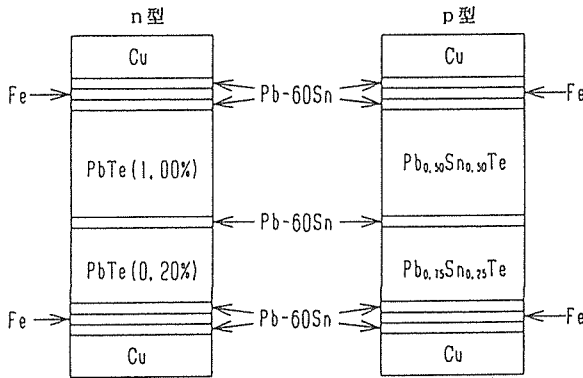 n型
p型
Cu
Cu
Fe
Pb-60Sn
Fe
PbTe(1.00%)
Pb0.50Sn0.50Te
Pb-60Sn
PbTe(0.20%)
Pb0.75Sn0.25Te
Fe
Pb-60Sn
Fe
Cu
Cu